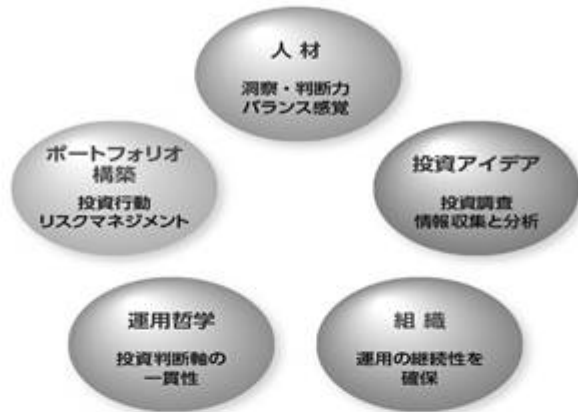 人材
洞察・判断力
バランス感覚
ポートフォリオ
構築
投資行動
リスクマネジメント
投資アイデア
投資調査
情報収集と分析
運用哲学
投資判断軸の
一貫性
組織
運用の継続性を
確保